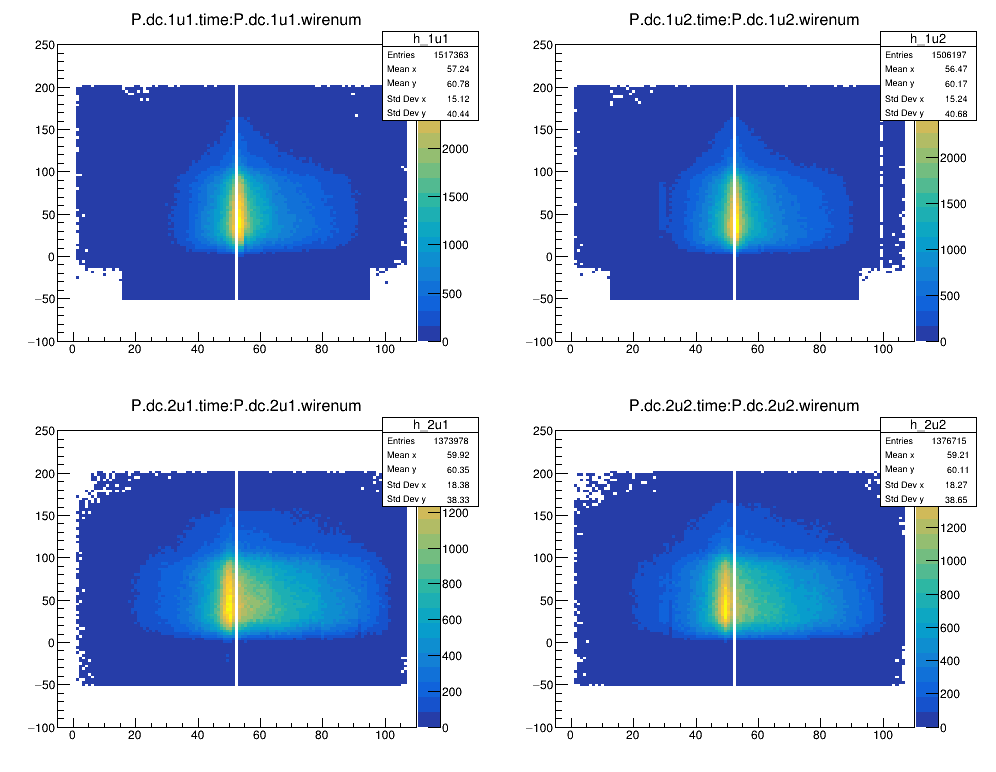 P.dc.1u1.time:P.dc.1u1.wirenum
h_1u1
Entries 1517363
Mean x 57.24
Mean y 60.78
Std Dev x 15.12
Std Dev y 40.44
250
200
150
100
50
0
−50
−100
0 20 40 60 80 100
2000
1500
1000
500
0
P.dc.1u2.time:P.dc.1u2.wirenum
h_1u2
Entries 1506197
Mean x 56.47
Mean y 60.17
Std Dev x 15.24
Std Dev y 40.68
250
200
150
100
50
0
−50
−100
0 20 40 60 80 100
2000
1500
1000
500
0
P.dc.2u1.time:P.dc.2u1.wirenum
h_2u1
Entries 1373978
Mean x 59.92
Mean y 60.35
Std Dev x 18.38
Std Dev y 38.33
250
200
150
100
50
0
−50
−100
0 20 40 60 80 100
1200
1000
800
600
400
200
0
P.dc.2u2.time:P.dc.2u2.wirenum
h_2u2
Entries 1376715
Mean x 59.21
Mean y 60.11
Std Dev x 18.27
Std Dev y 38.65
250
200
150
100
50
0
−50
−100
0 20 40 60 80 100
1200
1000
800
600
400
200
0